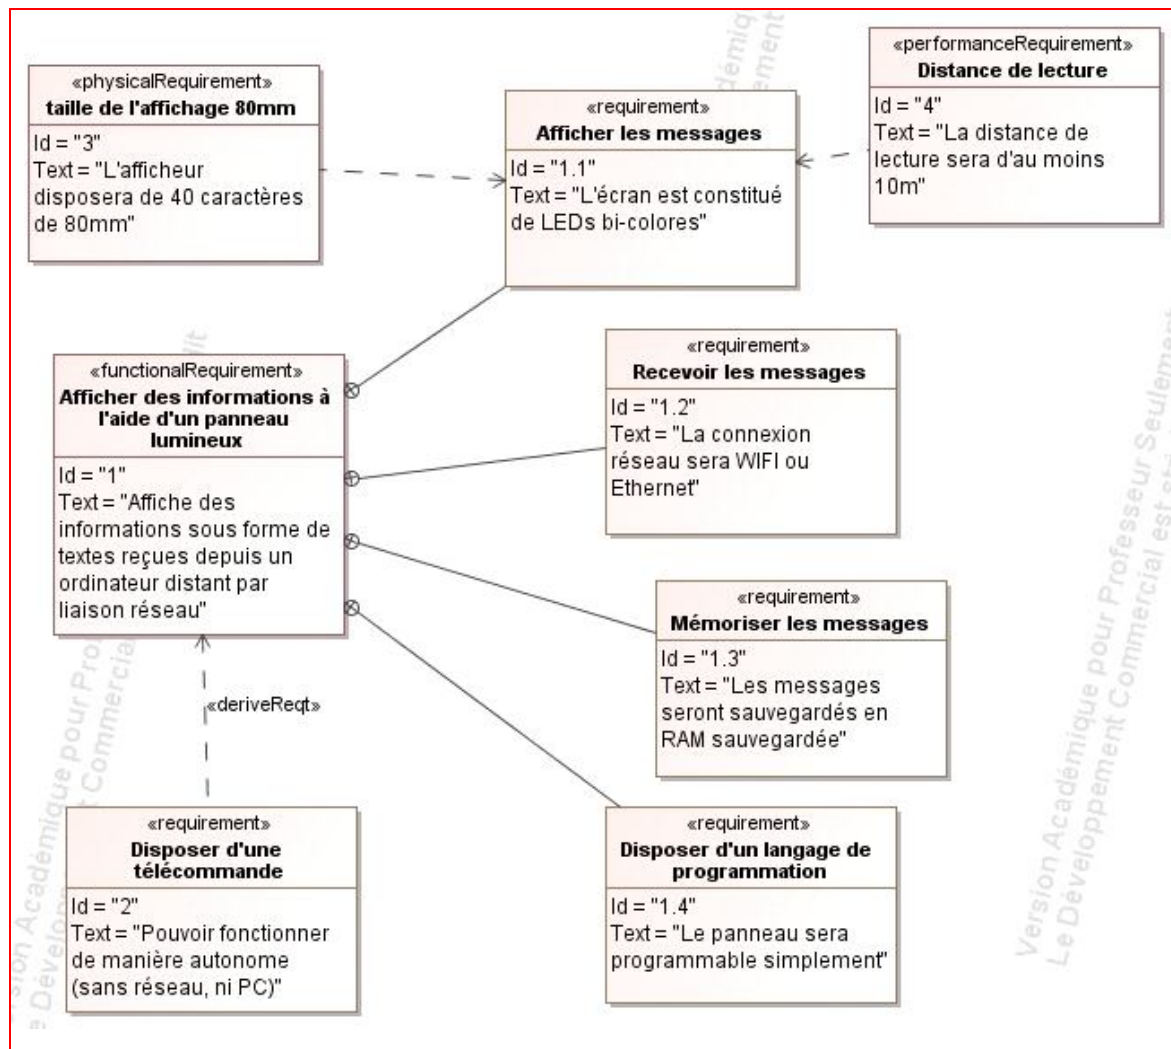 «physicalRequirement»
taille de l'affichage 80mm
Id = "3"
Text = "L'afficheur
disposera de 40 caractères
de 80mm"
«requirement»
Afficher les messages
Id = "1.1"
Text = "L'écran est constitué
de LEDs bi-colores"
«performanceRequirement»
Distance de lecture
Id = "4"
Text = "La distance de
lecture sera d'au moins
10m"
«functionalRequirement»
Afficher des informations à
l'aide d'un panneau
lumineux
Id = "1"
Text = "Affiche des
informations sous forme de
textes reçues depuis un
ordinateur distant par
liaison réseau"
«requirement»
Recevoir les messages
Id = "1.2"
Text = "La connexion
réseau sera WIFI ou
Ethernet"
«requirement»
Mémoriser les messages
Id = "1.3"
Text = "Les messages
seront sauvegardés en
RAM sauvegardée"
«deriveReqt»
«requirement»
Disposer d'une
télécommande
Id = "2"
Text = "Pouvoir fonctionner
de manière autonome
(sans réseau, ni PC)"
«requirement»
Disposer d'un langage de
programmation
Id = "1.4"
Text = "Le panneau sera
programmable simplement"
Version Académique pour Professeur Seulement
Le Développement Commercial est